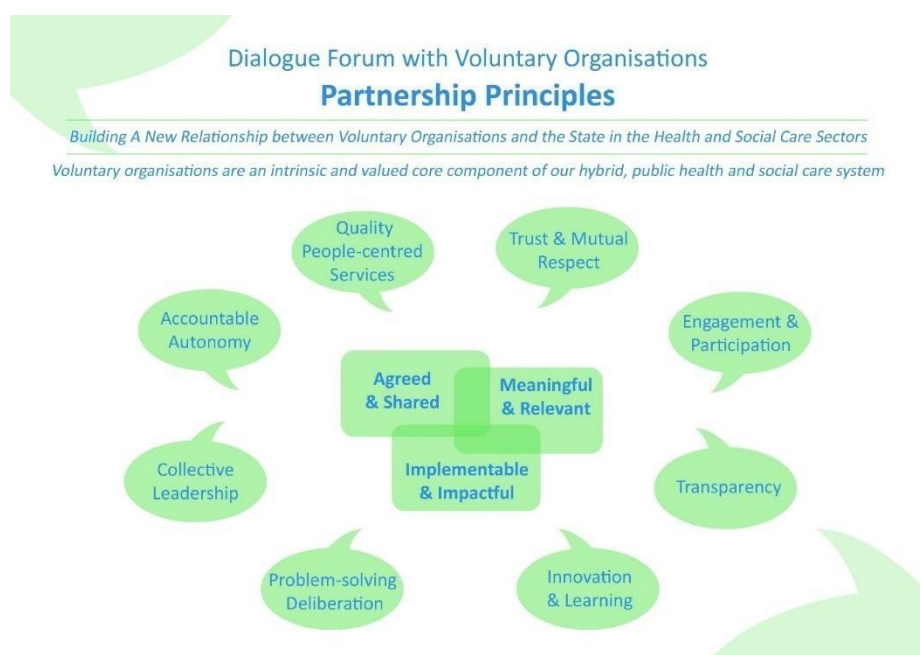 Dialogue Forum with Voluntary Organisations
Partnership Principles
Building A New Relationship between Voluntary Organisations and the State in the Health and Social Care Sectors
Voluntary organisations are an intrinsic and valued core component of our hybrid, public health and social care system
Quality
People-centred
Services
Trust & Mutual
Respect
Accountable
Autonomy
Engagement &
Participation
Agreed
& Shared
Meaningful
& Relevant
Implementable
& Impactful
Collective
Leadership
Transparency
Problem-solving
Deliberation
Innovation
& Learning